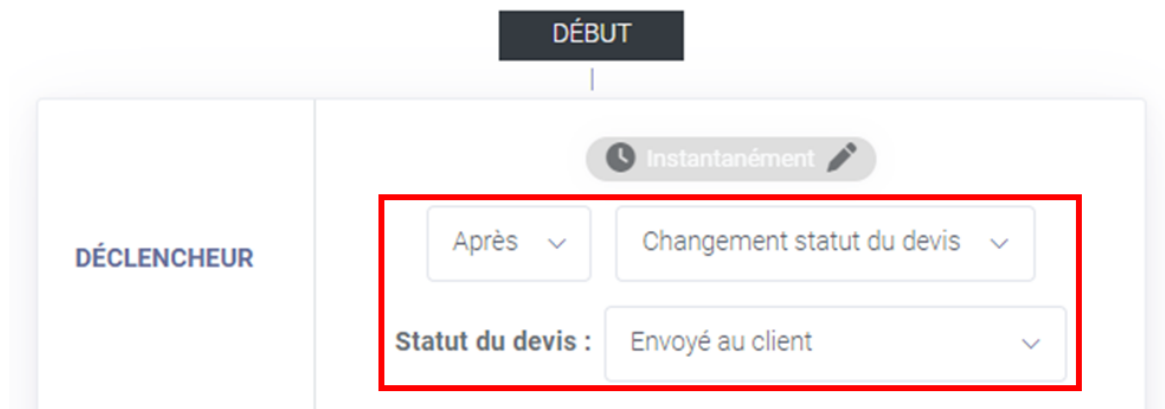 DÉBUT
Instantanément
Après
Changement statut du devis
DÉCLENCHEUR
Statut du devis :
Envoyé au client